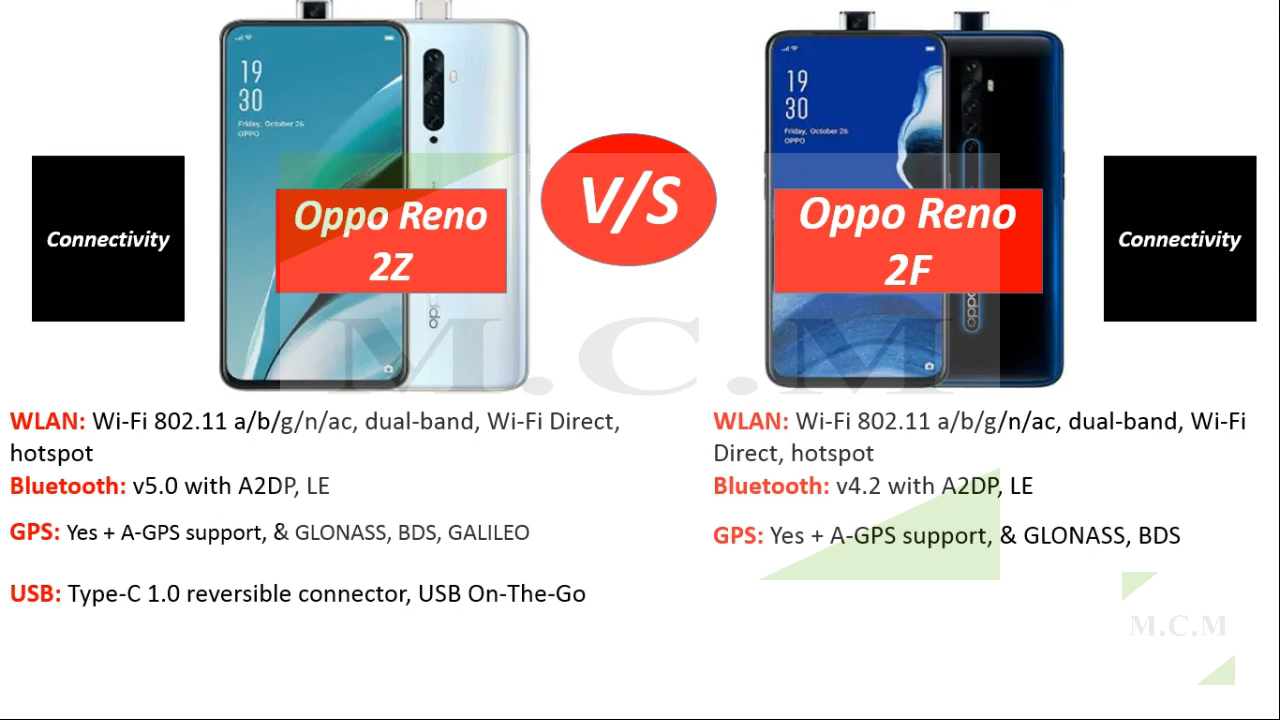 19
30
Friday, October 26
OPPO
oppo
19
30
Friday, October 26
OPPO
oppo
Connectivity
Oppo Reno
2Z
V/S
Oppo Reno
2F
Connectivity
M.C.M
WLAN: Wi-Fi 802.11 a/b/g/n/ac, dual-band, Wi-Fi Direct,
hotspot
Bluetooth: v5.0 with A2DP, LE
GPS: Yes + A-GPS support, & GLONASS, BDS, GALILEO
USB: Type-C 1.0 reversible connector, USB On-The-Go
WLAN: Wi-Fi 802.11 a/b/g/n/ac, dual-band, Wi-Fi
Direct, hotspot
Bluetooth: v4.2 with A2DP, LE
GPS: Yes + A-GPS support, & GLONASS, BDS
M.C.M